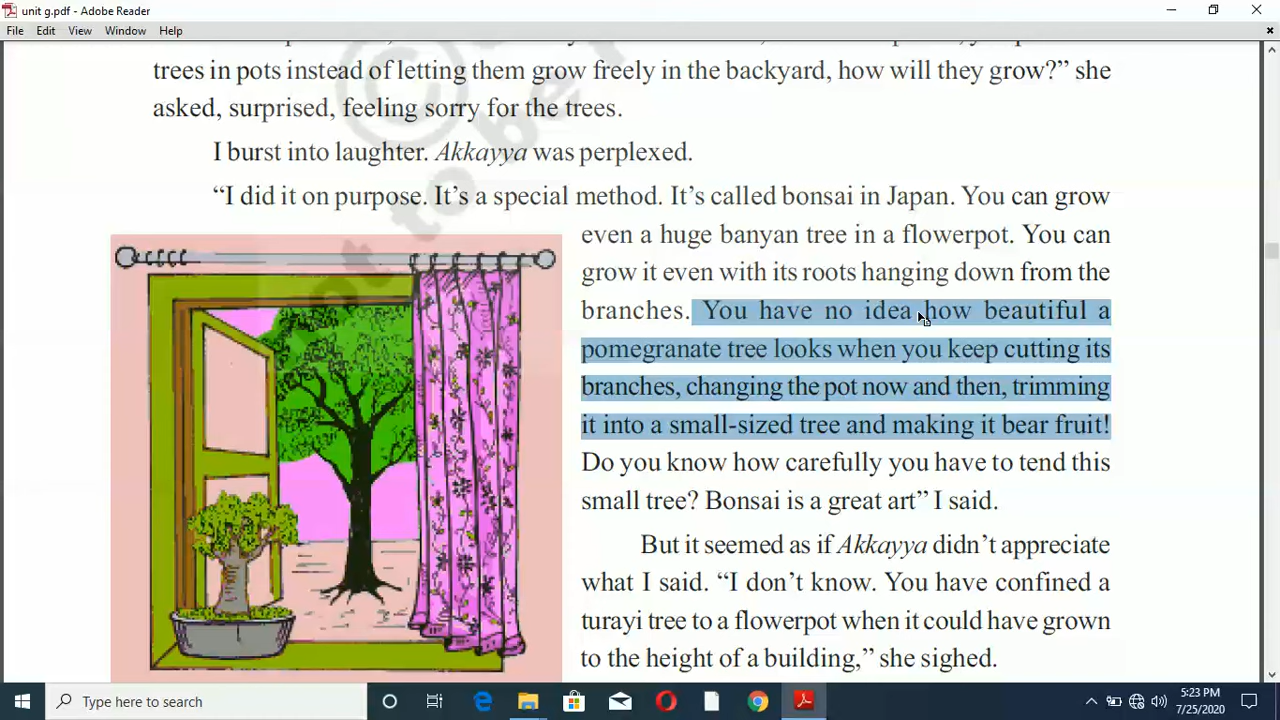 unit g.pdf - Adobe Reader
File Edit View Window Help
trees in pots instead of letting them grow freely in the backyard, how will they grow?” she
asked, surprised, feeling sorry for the trees.
I burst into laughter. Akkayya was perplexed.
“I did it on purpose. It’s a special method. It’s called bonsai in Japan. You can grow
even a huge banyan tree in a flowerpot. You can
grow it even with its roots hanging down from the
branches. You have no idea how beautiful a
pomegranate tree looks when you keep cutting its
branches, changing the pot now and then, trimming
it into a small-sized tree and making it bear fruit!
Do you know how carefully you have to tend this
small tree? Bonsai is a great art” I said.
But it seemed as if Akkayya didn’t appreciate
what I said. “I don’t know. You have confined a
turayi tree to a flowerpot when it could have grown
to the height of a building,” she sighed.
Type here to search
5:23 PM
7/25/2020